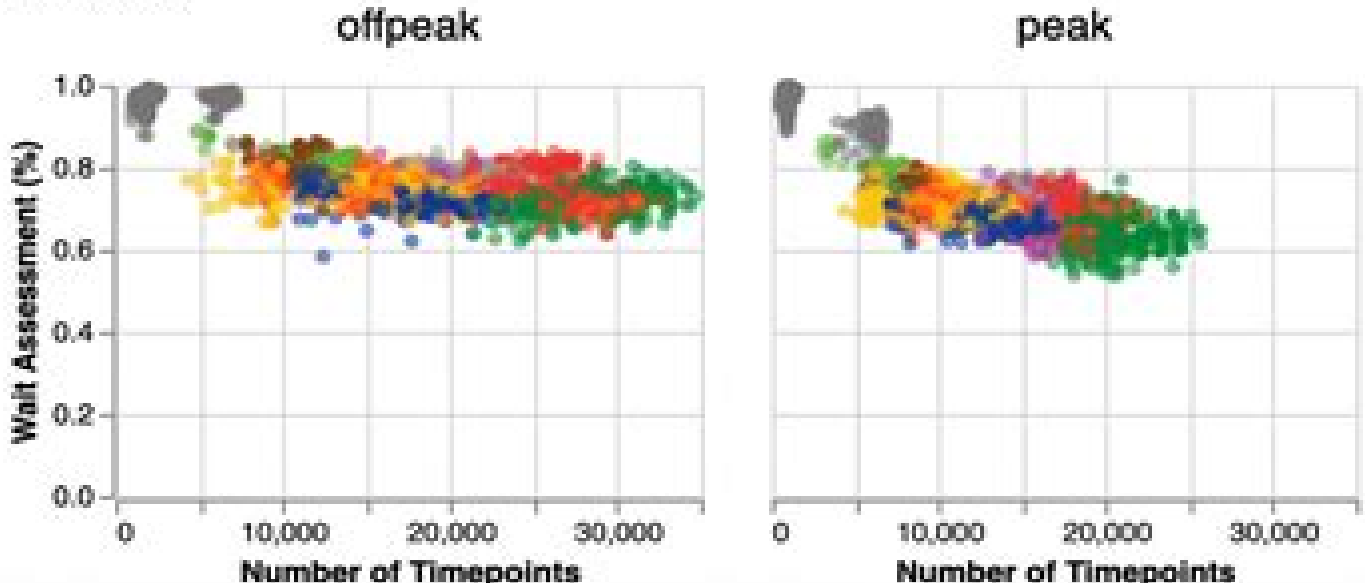 offpeak
peak
Wait Assessment (%)
1.0
0.8
0.6
0.4
0.2
0.0
0 10,000 20,000 30,000
0 10,000 20,000 30,000
Number of Timepoints
Number of Timepoints